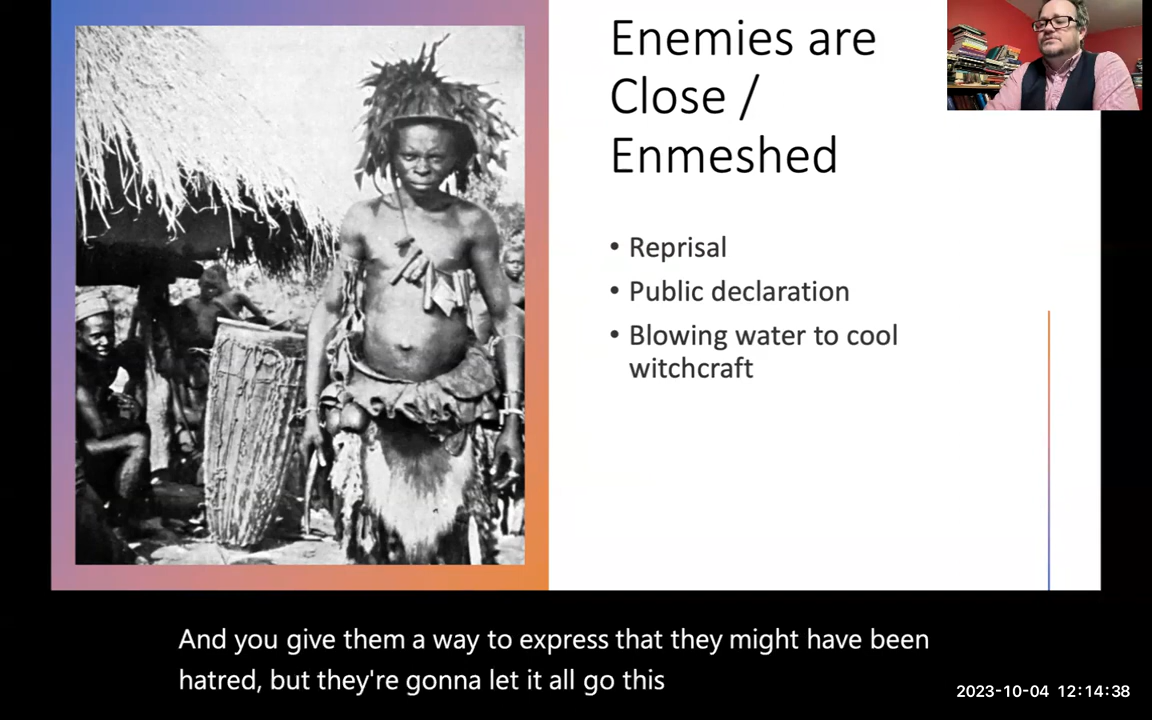 Enemies are
Close /
Enmeshed
• Reprisal
• Public declaration
• Blowing water to cool
witchcraft
And you give them a way to express that they might have been
hatred, but they're gonna let it all go this
2023-10-04 12:14:38